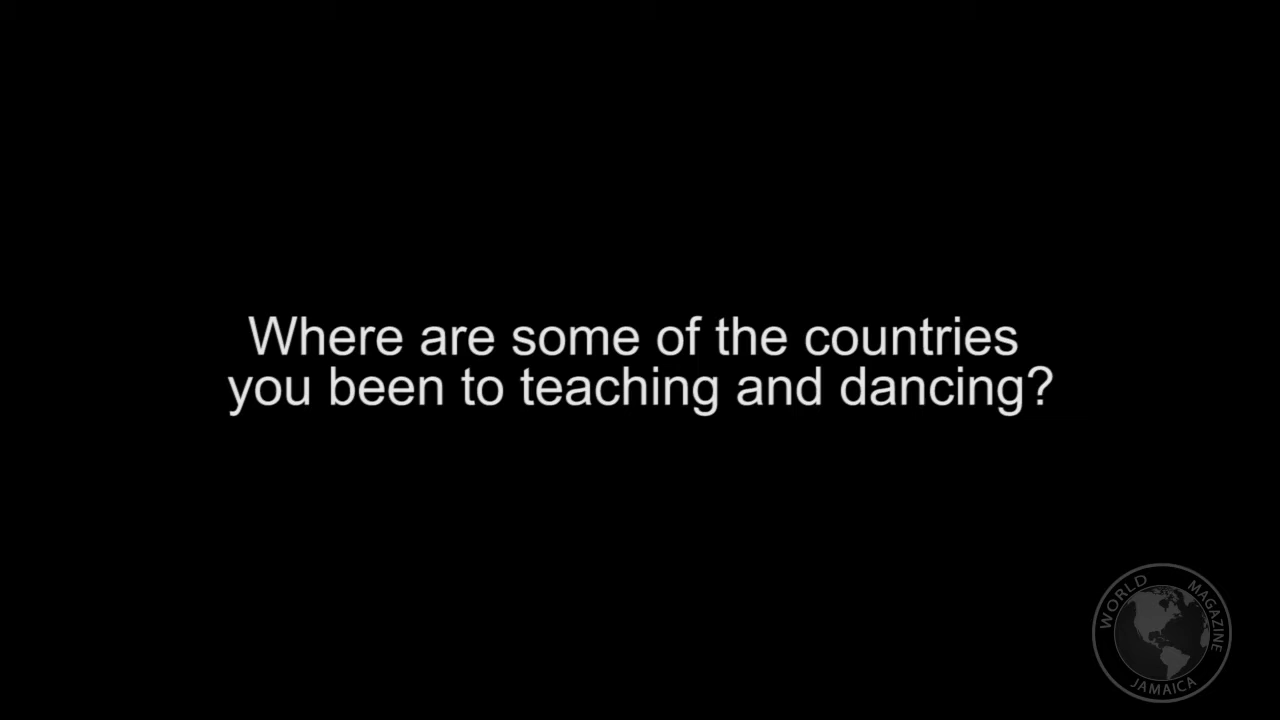 Where are some of the countries
you been to teaching and dancing?
WORLD MAGAZINE
JAMAICA